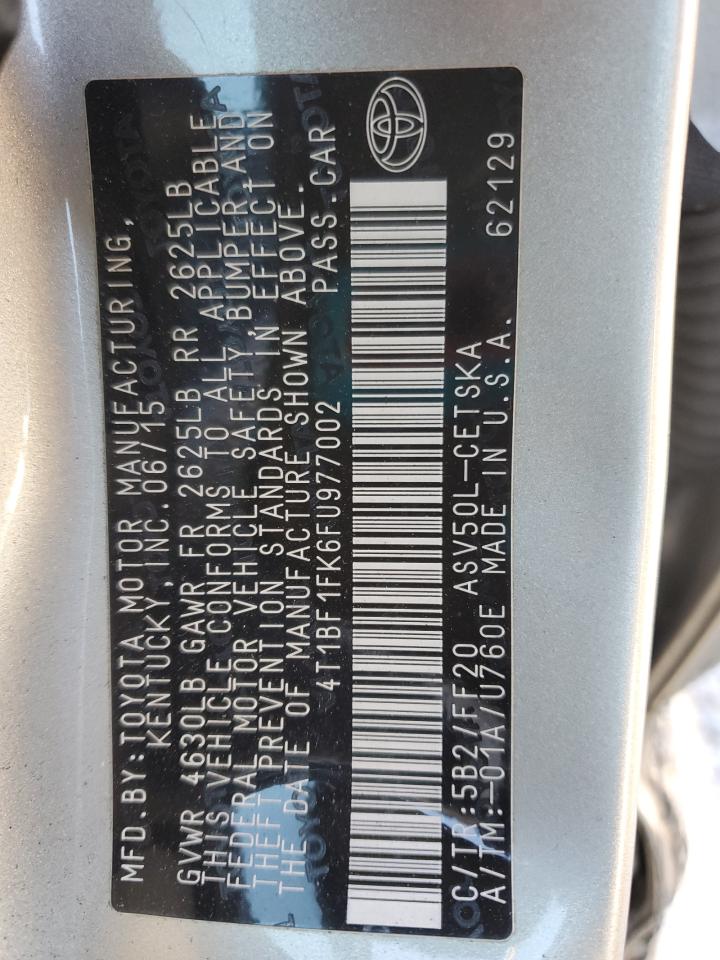 MFD.BY:TOYOTA MOTOR MANUFACTURING,
KENTUCKY,INC.06/15
GVWR 4630LB GAWR FR 2625LB RR 2625LB
THIS VEHICLE CONFORMS TO ALL APPLICABLE
FEDERAL MOTOR VEHICLE SAFETY,BUMPER,AND
THEFT PREVENTION STANDARDS IN EFFECT ON
THE DATE OF MANUFACTURE SHOWN ABOVE.
4T1BF1FK6FU977002 PASS.CAR
C/TR:5B2/FF20 ASV50L-CETSKA
A/TM:-01A/U760E MADE IN U.S.A. 62129